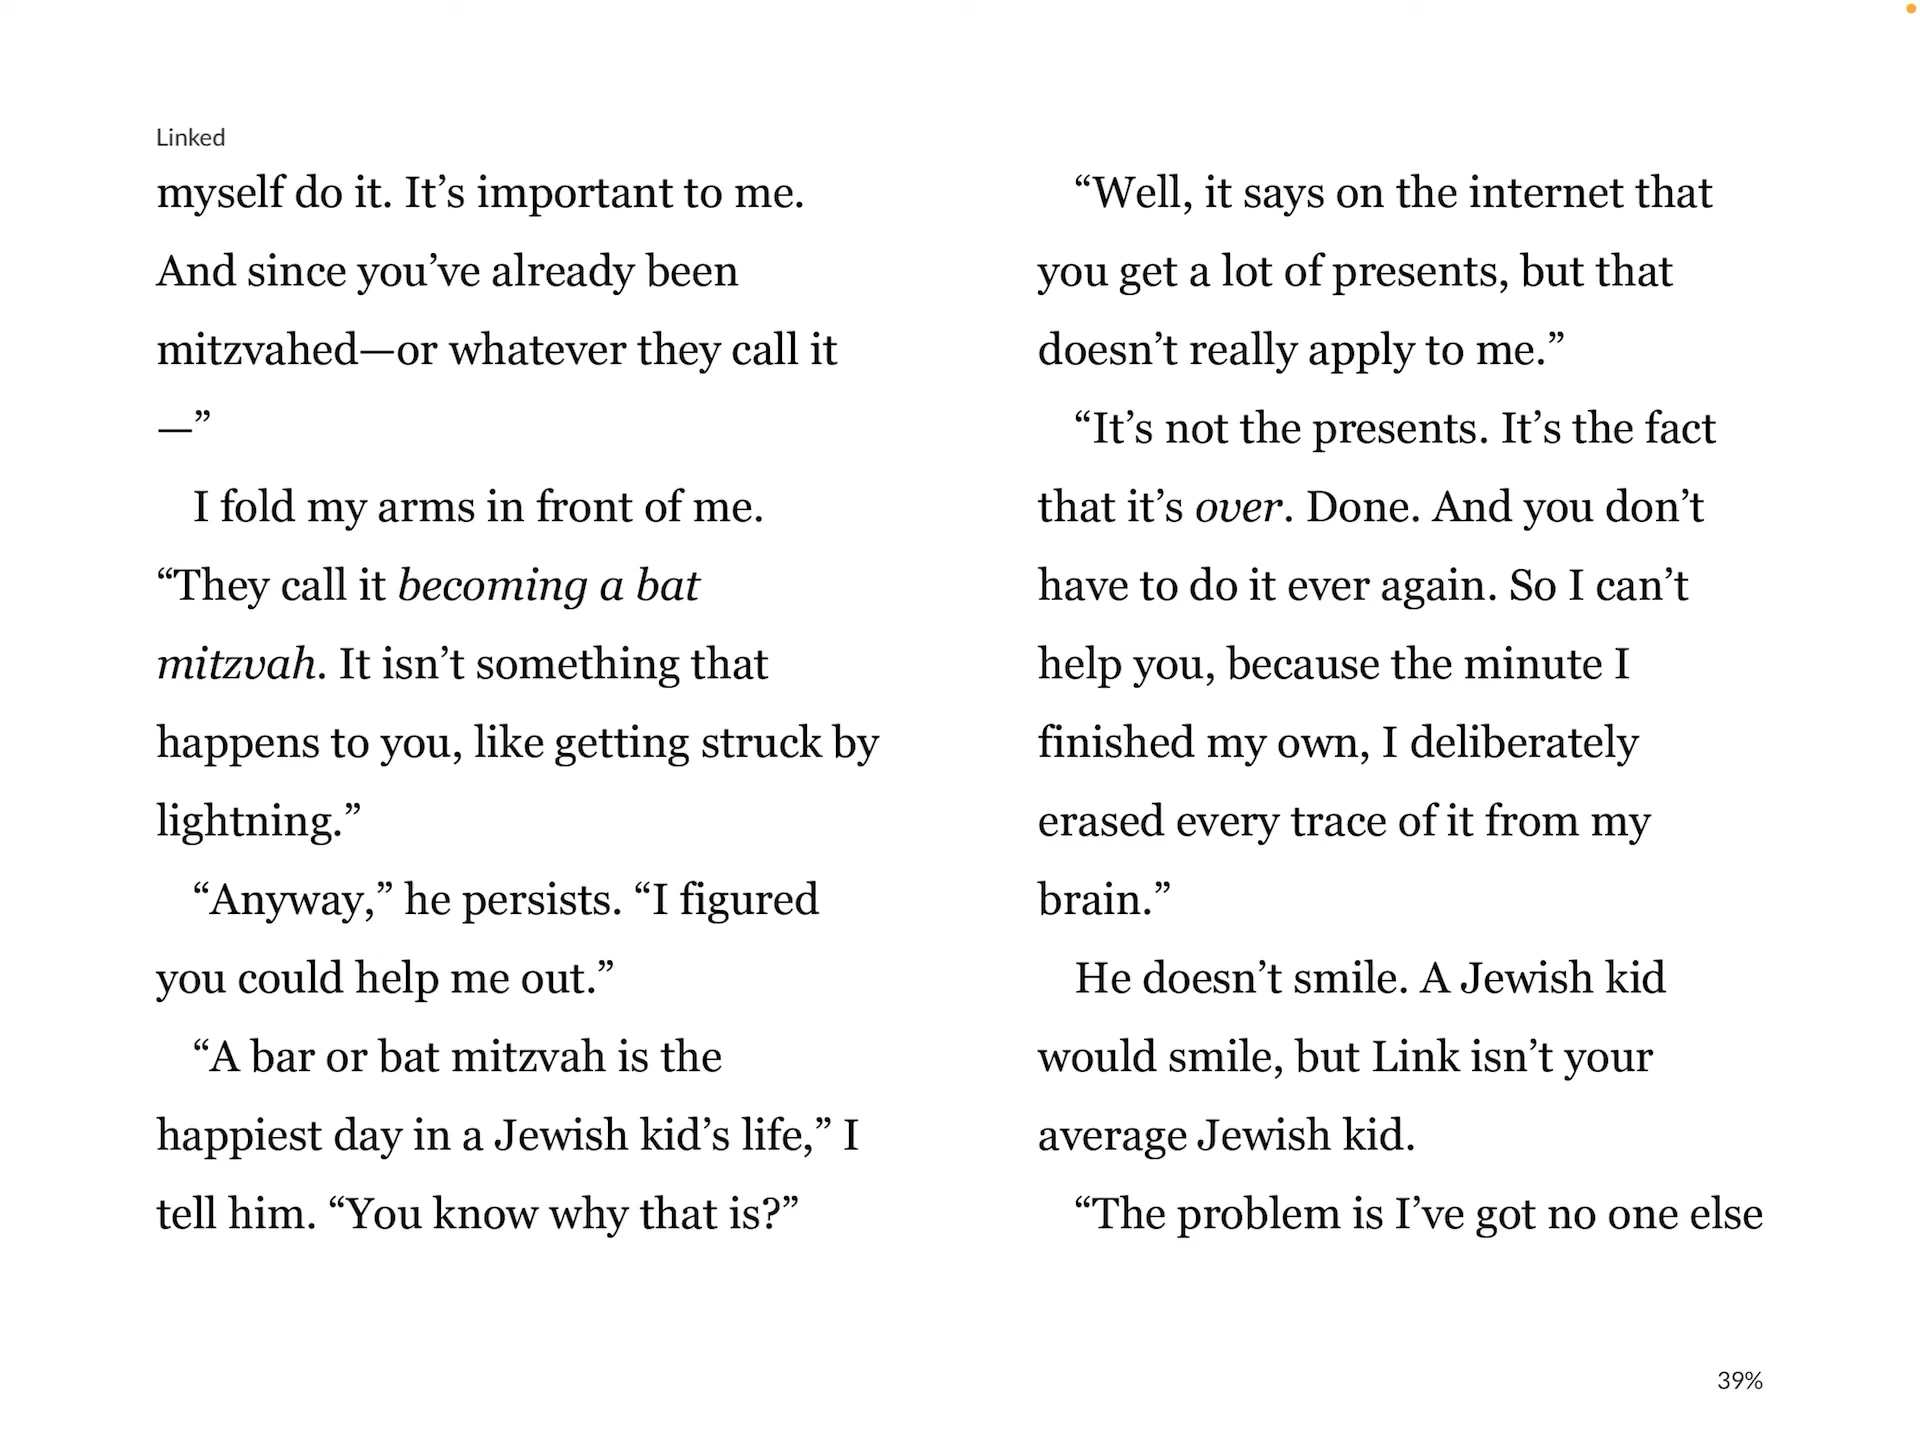 Linked
myself do it. It’s important to me.
And since you’ve already been
mitzvahed—or whatever they call it
—”
I fold my arms in front of me.
“They call it becoming a bat
mitzvah. It isn’t something that
happens to you, like getting struck by
lightning.”
“Anyway,” he persists. “I figured
you could help me out.”
“A bar or bat mitzvah is the
happiest day in a Jewish kid’s life,” I
tell him. “You know why that is?”
“Well, it says on the internet that
you get a lot of presents, but that
doesn’t really apply to me.”
“It’s not the presents. It’s the fact
that it’s over. Done. And you don’t
have to do it ever again. So I can’t
help you, because the minute I
finished my own, I deliberately
erased every trace of it from my
brain.”
He doesn’t smile. A Jewish kid
would smile, but Link isn’t your
average Jewish kid.
“The problem is I’ve got no one else
39%